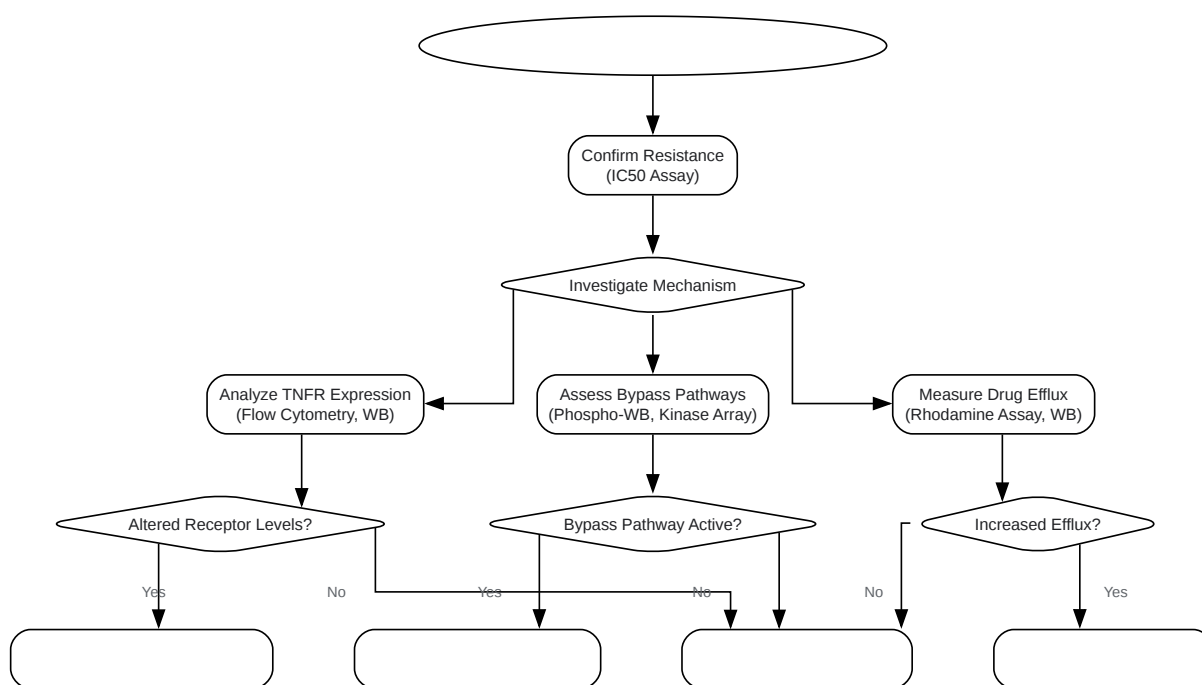 Confirm Resistance
(IC50 Assay)
Investigate Mechanism
Analyze TNFR Expression
(Flow Cytometry, WB)
Assess Bypass Pathways
(Phospho-WB, Kinase Array)
Measure Drug Efflux
(Rhodamine Assay, WB)
Altered Receptor Levels?
Bypass Pathway Active?
Increased Efflux?
Yes
No
Yes
No
No
Yes